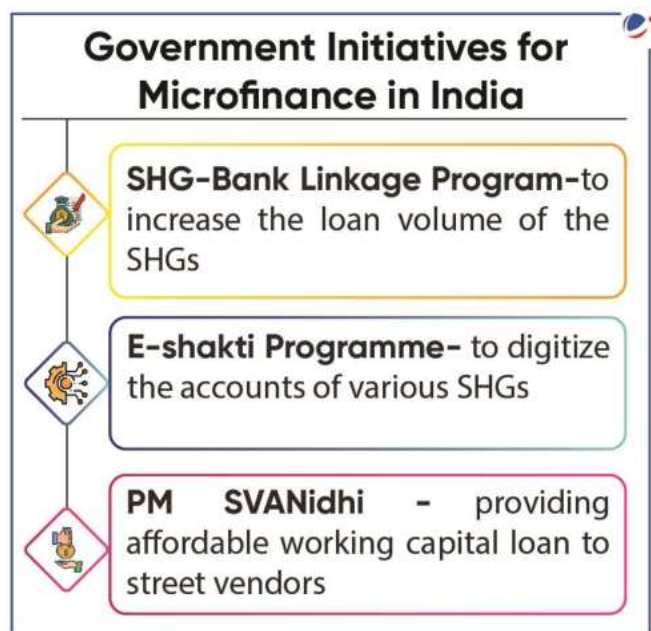 Government Initiatives for
Microfinance in India
SHG-Bank Linkage Program-to
increase the loan volume of the
SHGs
E-shakti Programme- to digitize
the accounts of various SHGs
PM SVANidhi - providing
affordable working capital loan to
street vendors